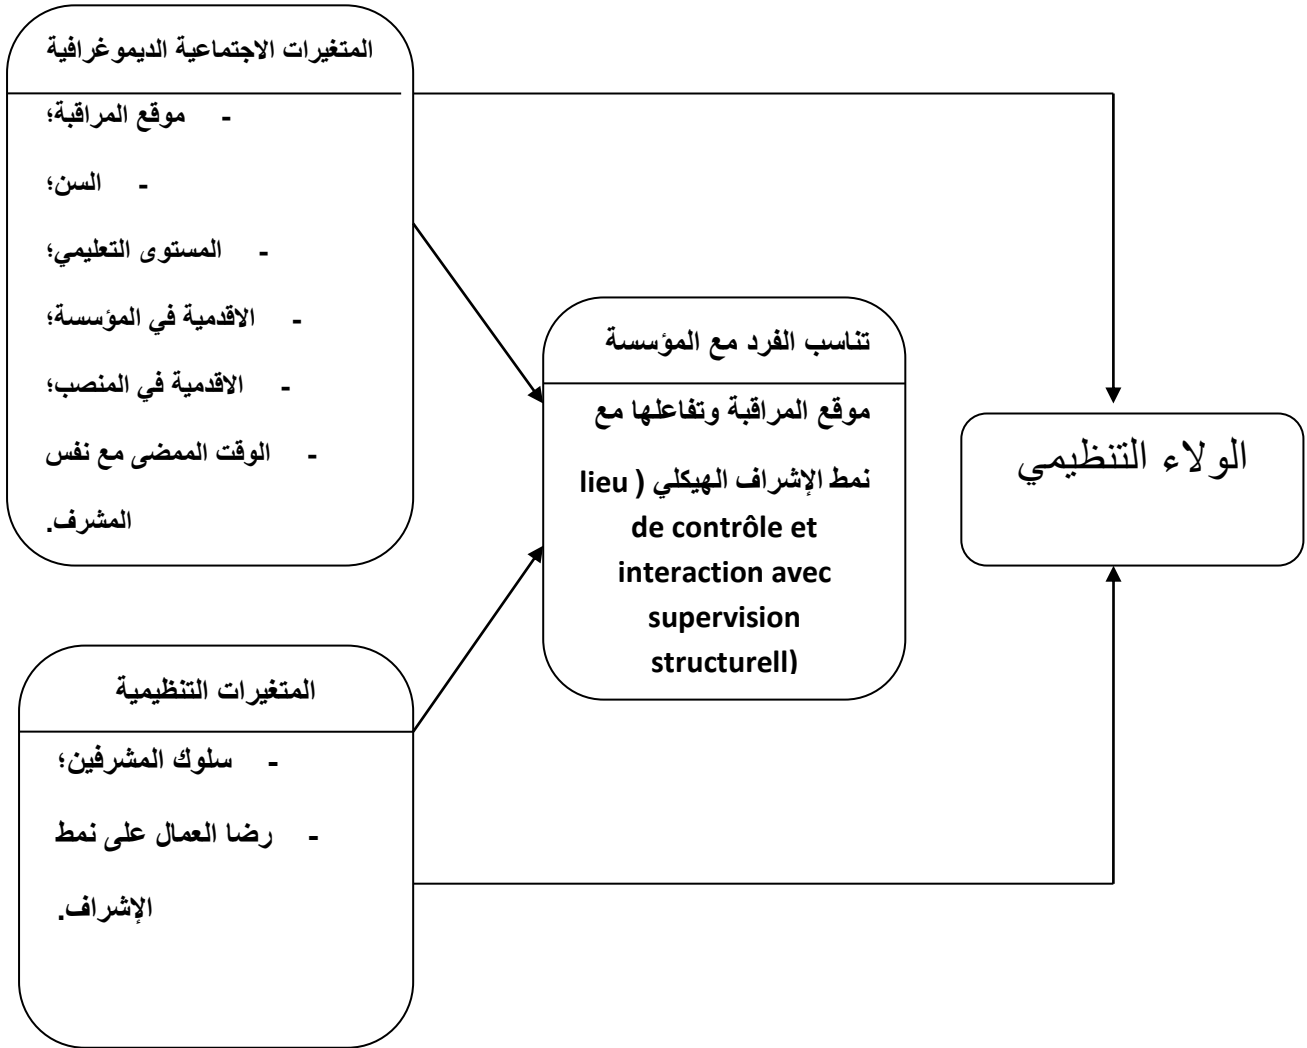 المتغيرات الاجتماعية الديموغرافية
- موقع المراقبة؛
- السن؛
- المستوى التعليمي؛
- الاقدمية في المؤسسة؛
- الاقدمية في المنصب؛
- الوقت الممضى مع نفس
المشرف.
تناسب الفرد مع المؤسسة
موقع المراقبة وتفاعلها مع
نمط الإشراف الهيكلي ( lieu
de contrôle et
interaction avec
supervision
structurell)
الولاء التنظيمي
المتغيرات التنظيمية
- سلوك المشرفين؛
- رضا العمال على نمط
الإشراف.